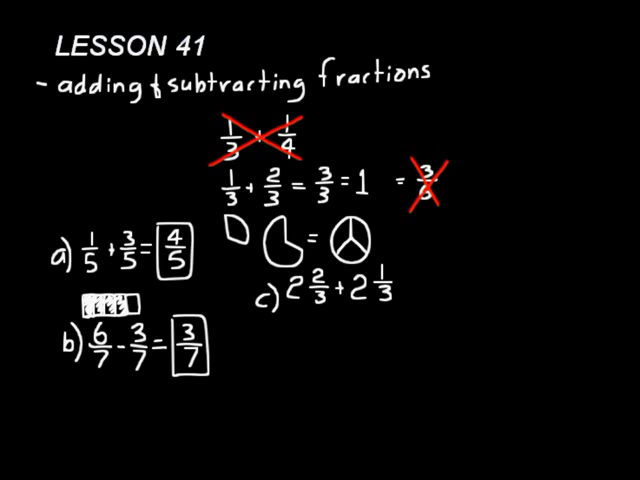 LESSON 41
- adding & subtracting fractions
1/3 + 1/4
1/3 + 2/3 = 3/3 = 1 = 3/6
a) 1/5 + 3/5 = 4/5
=
b) 6/7 - 3/7 = 3/7
c) 2 2/3 + 2 1/3